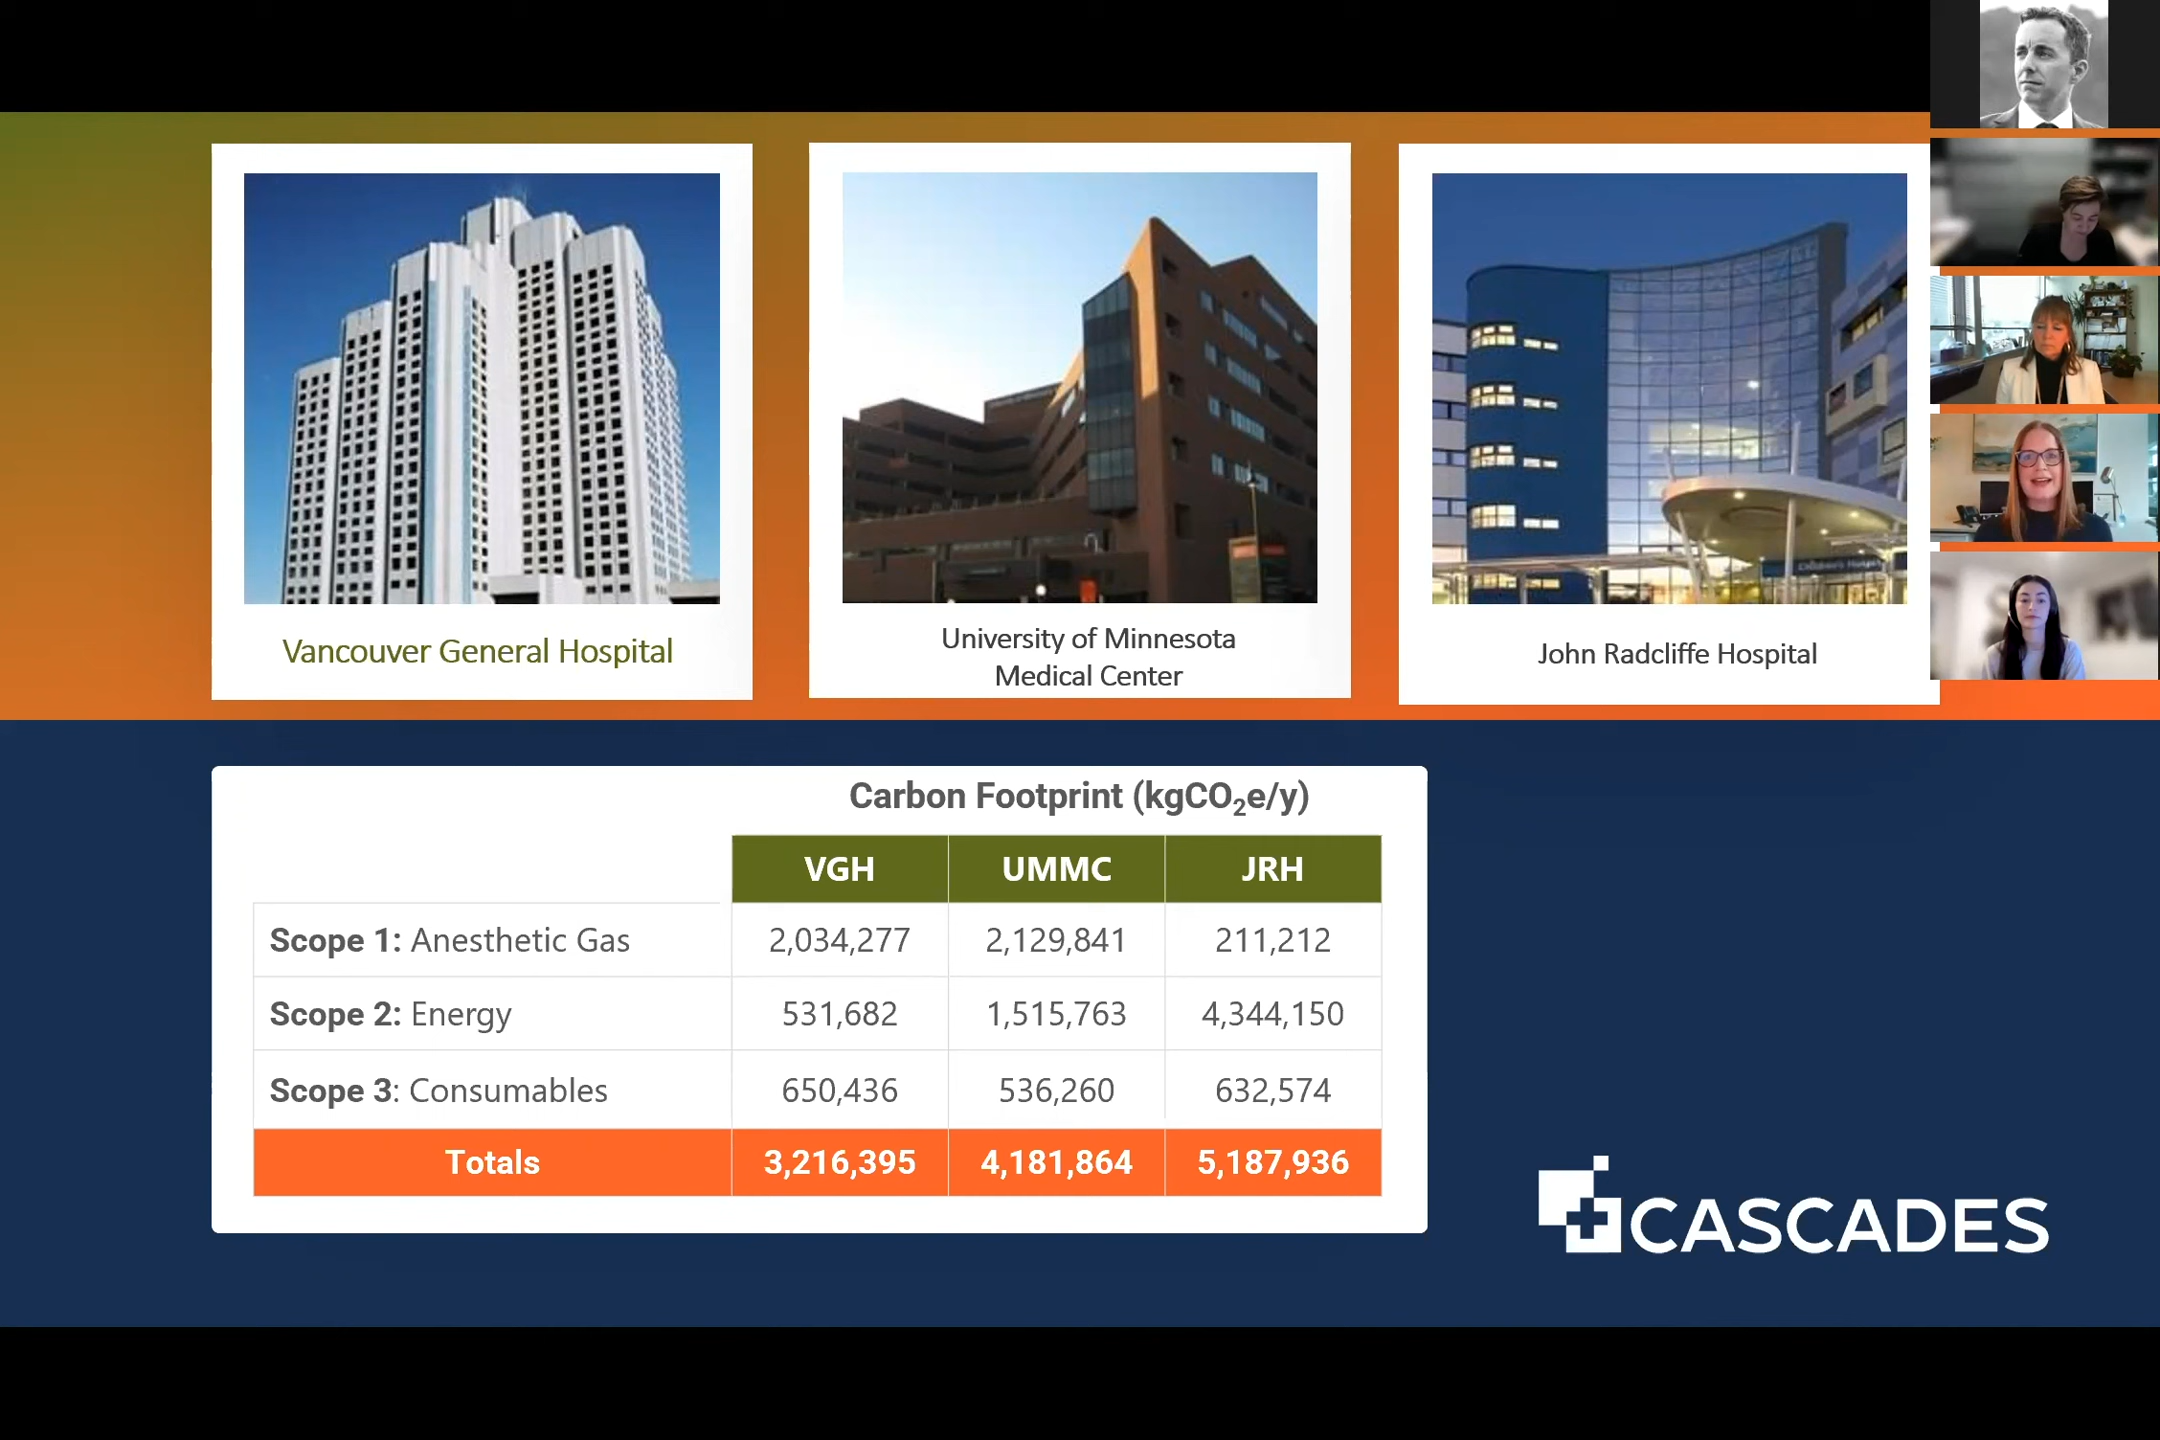 Vancouver General Hospital
University of Minnesota
Medical Center
John Radcliffe Hospital
Carbon Footprint (kgCO₂e/y)
VGH UMMC JRH
Scope 1: Anesthetic Gas 2,034,277 2,129,841 211,212
Scope 2: Energy 531,682 1,515,763 4,344,150
Scope 3: Consumables 650,436 536,260 632,574
Totals 3,216,395 4,181,864 5,187,936
CASCADES